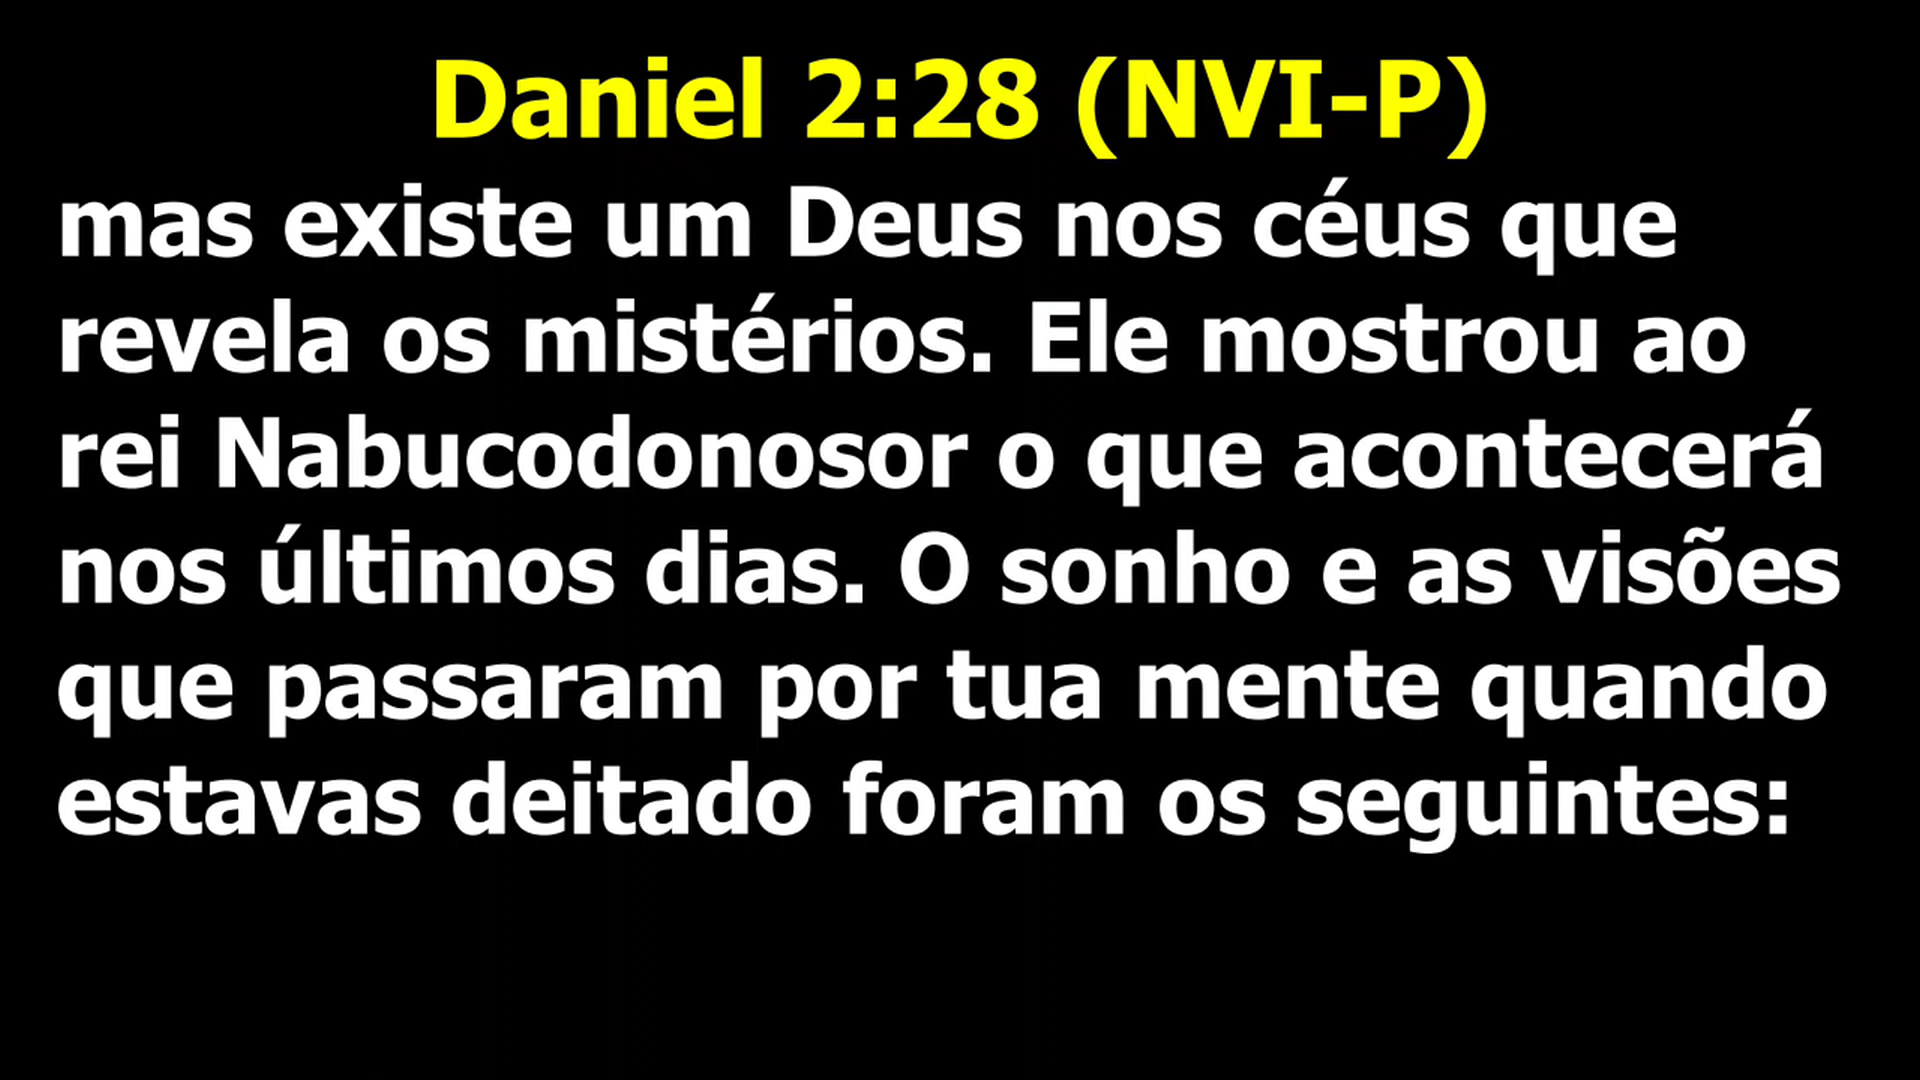 Daniel 2:28 (NVI-P)
mas existe um Deus nos céus que
revela os mistérios. Ele mostrou ao
rei Nabucodonosor o que acontecerá
nos últimos dias. O sonho e as visões
que passaram por tua mente quando
estavas deitado foram os seguintes: